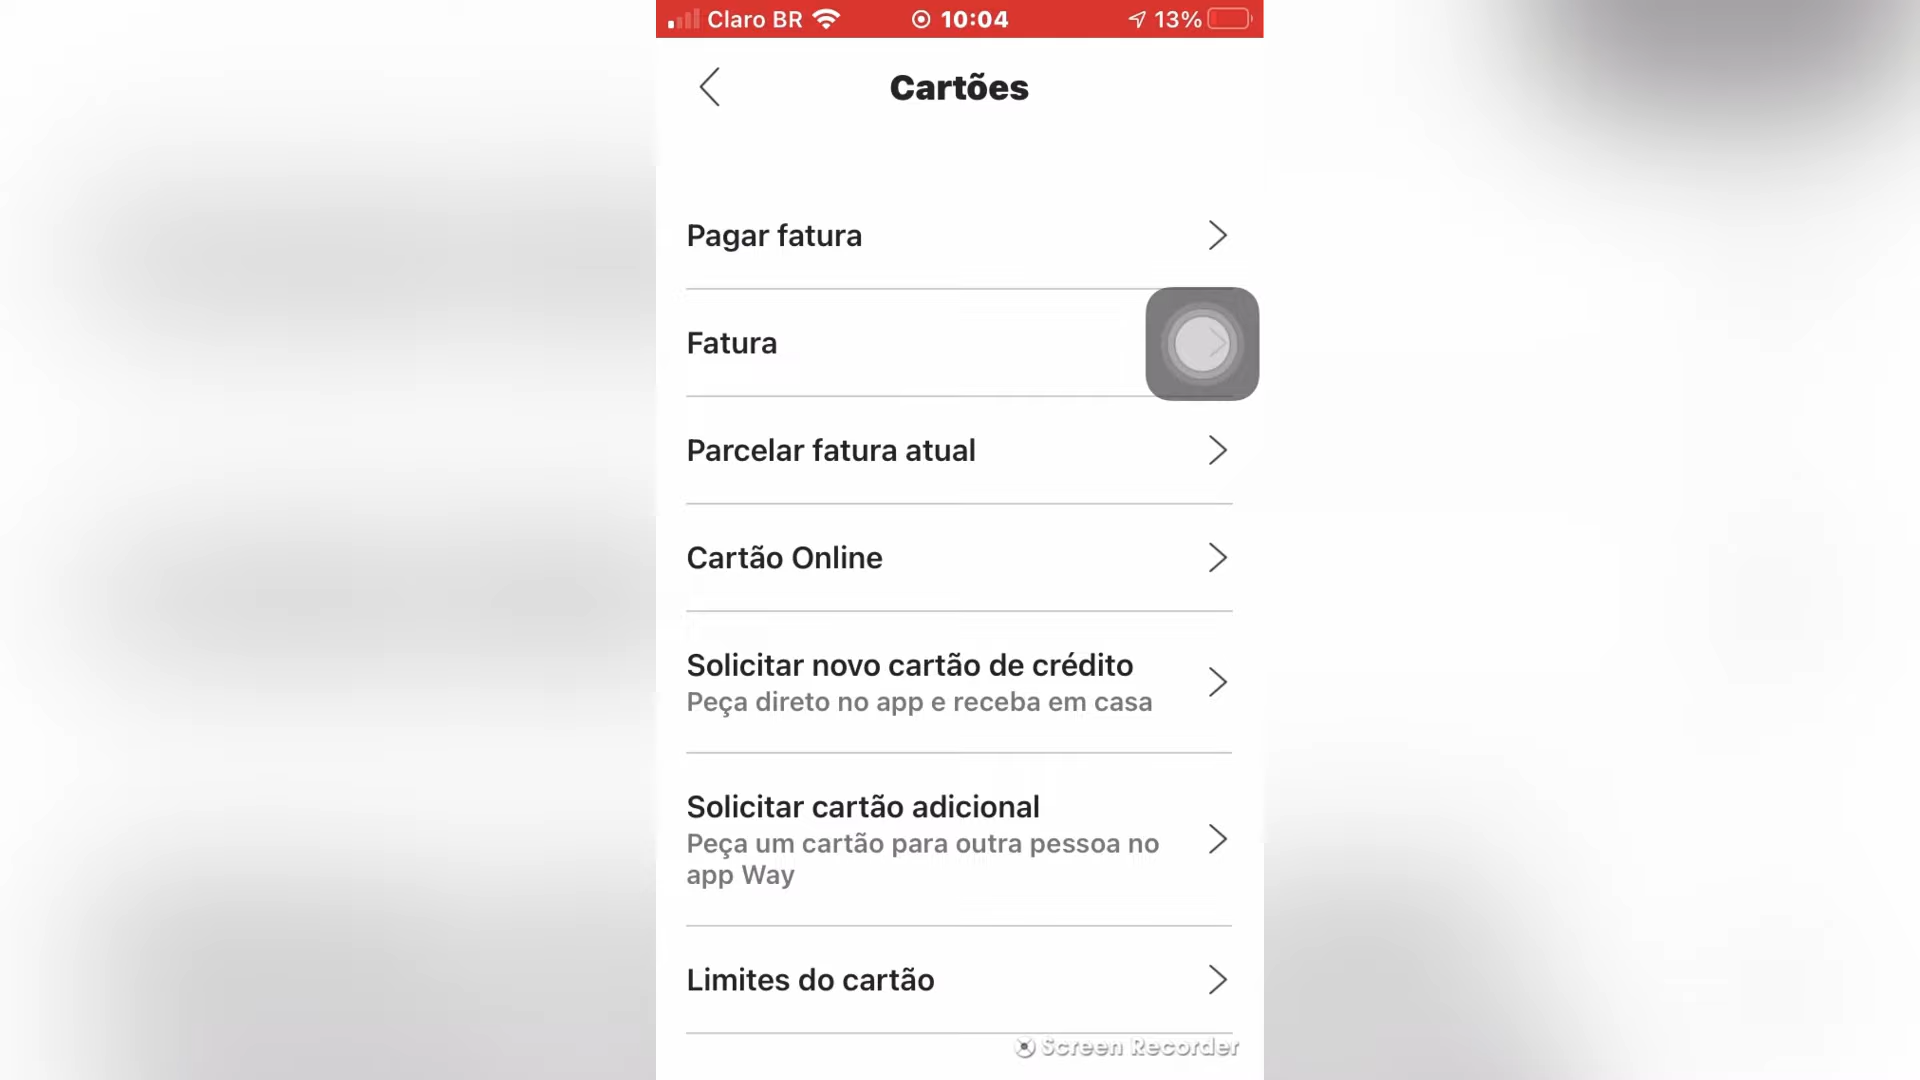 Claro BR 10:04 13%
Cartões
Pagar fatura
Fatura
Parcelar fatura atual
Cartão Online
Solicitar novo cartão de crédito
Peça direto no app e receba em casa
Solicitar cartão adicional
Peça um cartão para outra pessoa no
app Way
Limites do cartão
Screen Recorder